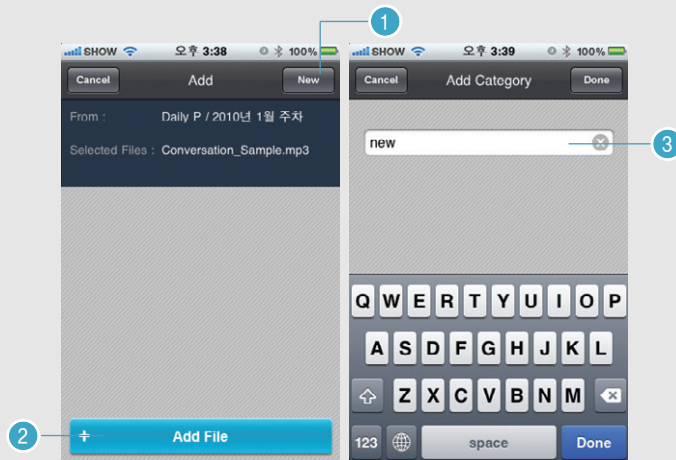 1
SHOW 오후 3:38 100%
Cancel Add New
From : Daily P / 2010년 1월 주차
Selected Files : Conversation_Sample.mp3
2
Add File
SHOW 오후 3:39 100%
Cancel Add Category Done
new
3
Q W E R T Y U I O P
A S D F G H J K L
Z X C V B N M
123 space Done